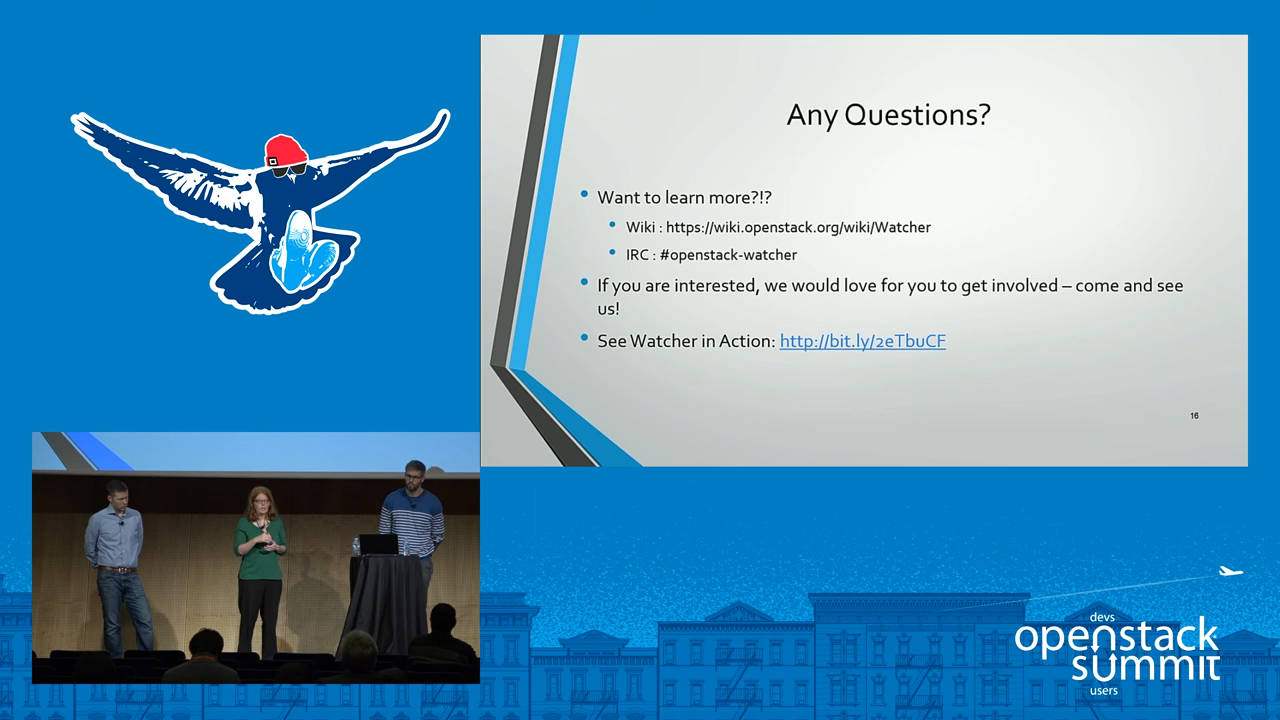 Any Questions?
Want to learn more?!?
Wiki : https://wiki.openstack.org/wiki/Watcher
IRC : #openstack-watcher
If you are interested, we would love for you to get involved – come and see
us!
See Watcher in Action: http://bit.ly/2eTbuCF
16
devs
openstack
summit
users